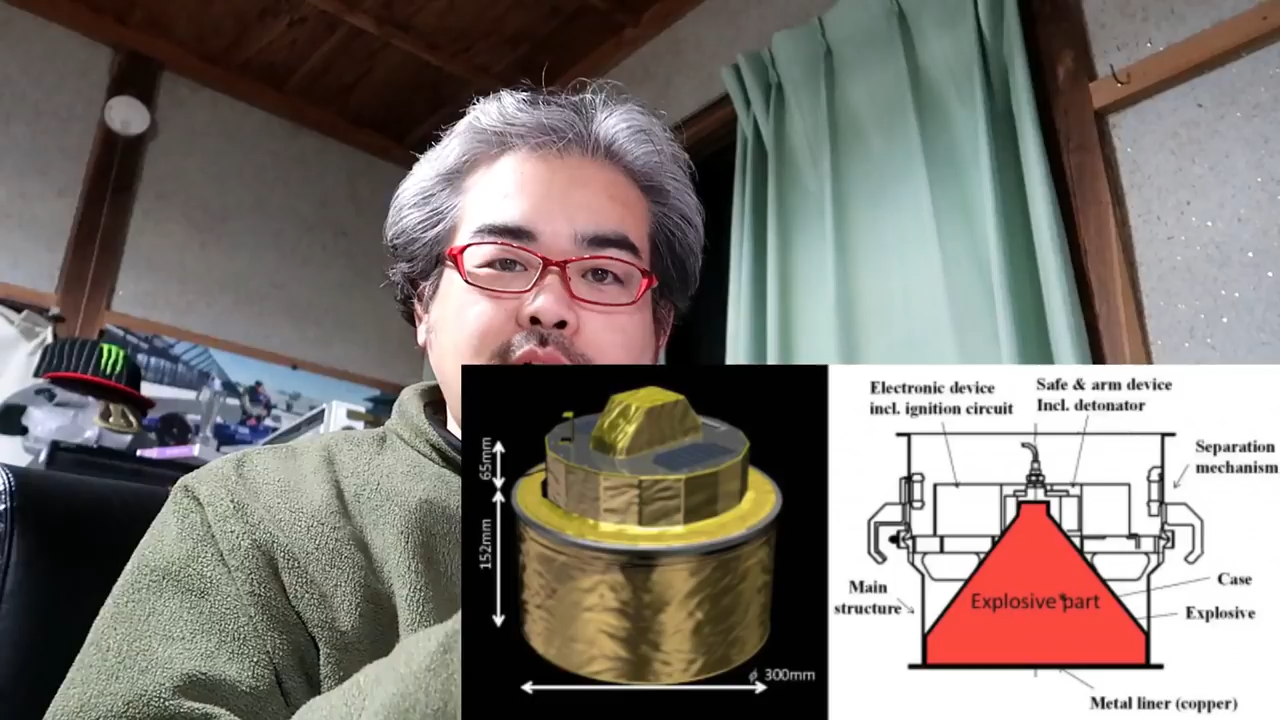 65mm
152mm
ϕ 300mm
Electronic device
incl. ignition circuit
Safe & arm device
Incl. detonator
Separation
mechanism
Main
structure
Explosive part
Case
Explosive
Metal liner (copper)